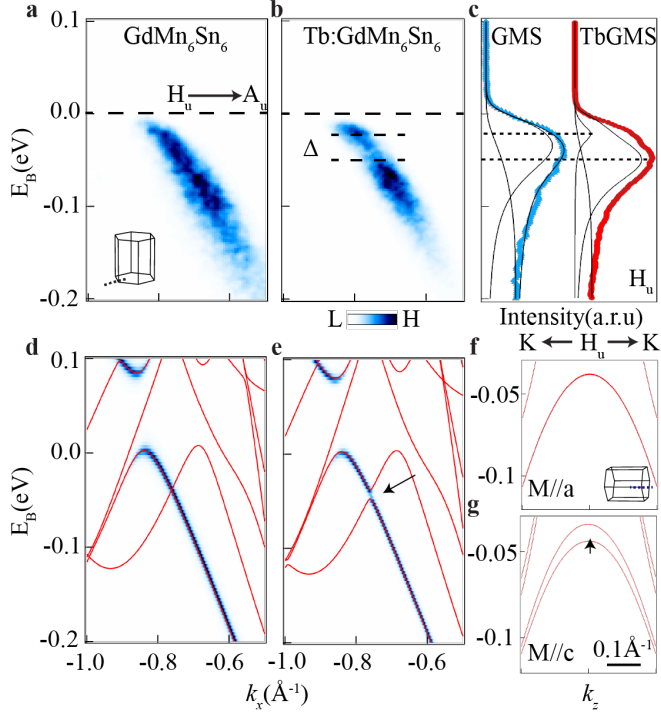 a GdMn6Sn6 b Tb:GdMn6Sn6 c GMS TbGMS
0.1
0.0
-0.1
-0.2
EB(eV)
Hu Au
Δ
L H
Hu
Intensity(a.r.u)
K Hu K
d e f
0.1
0.0
-0.1
-0.2
EB(eV)
-1.0 -0.8 -0.6
-1.0 -0.8 -0.6
kx(Å-1)
-0.05
-0.1
M//a
g
-0.05
-0.1
M//c
0.1Å-1
kz